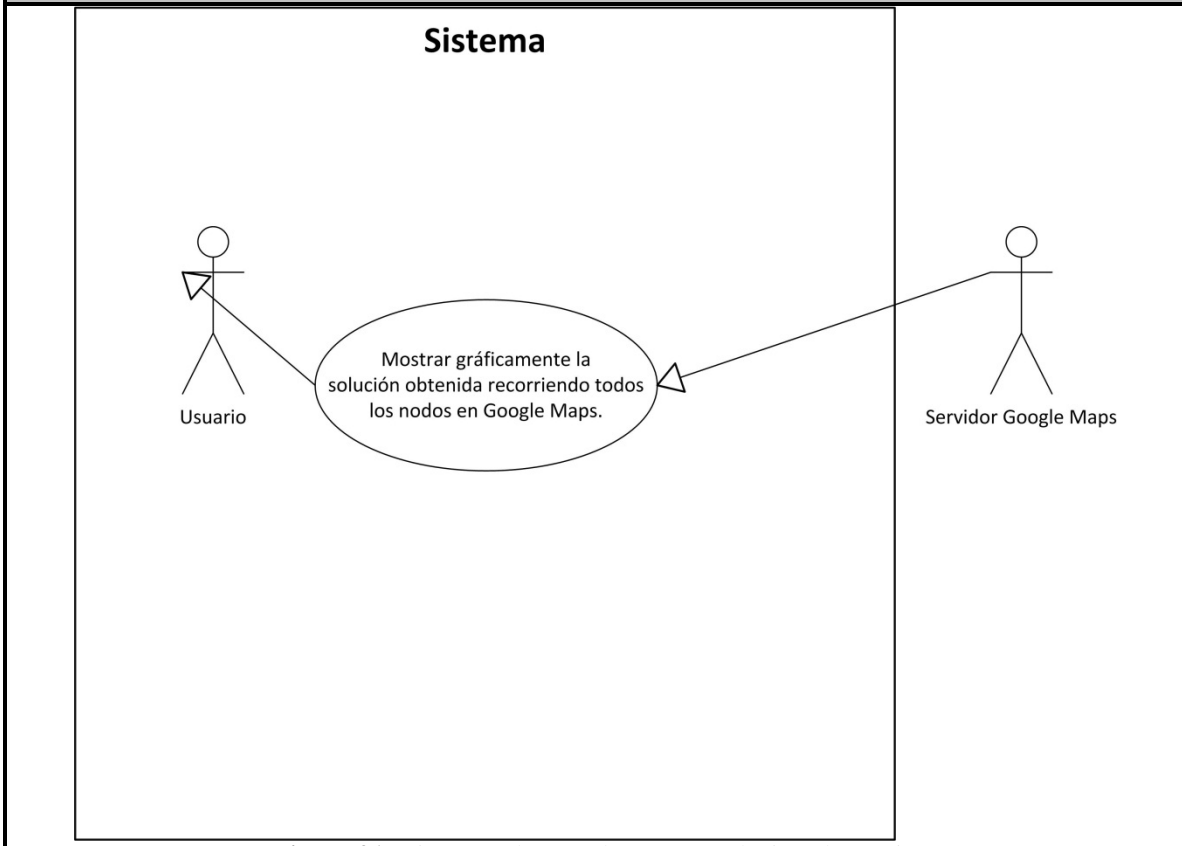 Sistema
Mostrar gráficamente la
solución obtenida recorriendo todos
los nodos en Google Maps.
Usuario
Servidor Google Maps